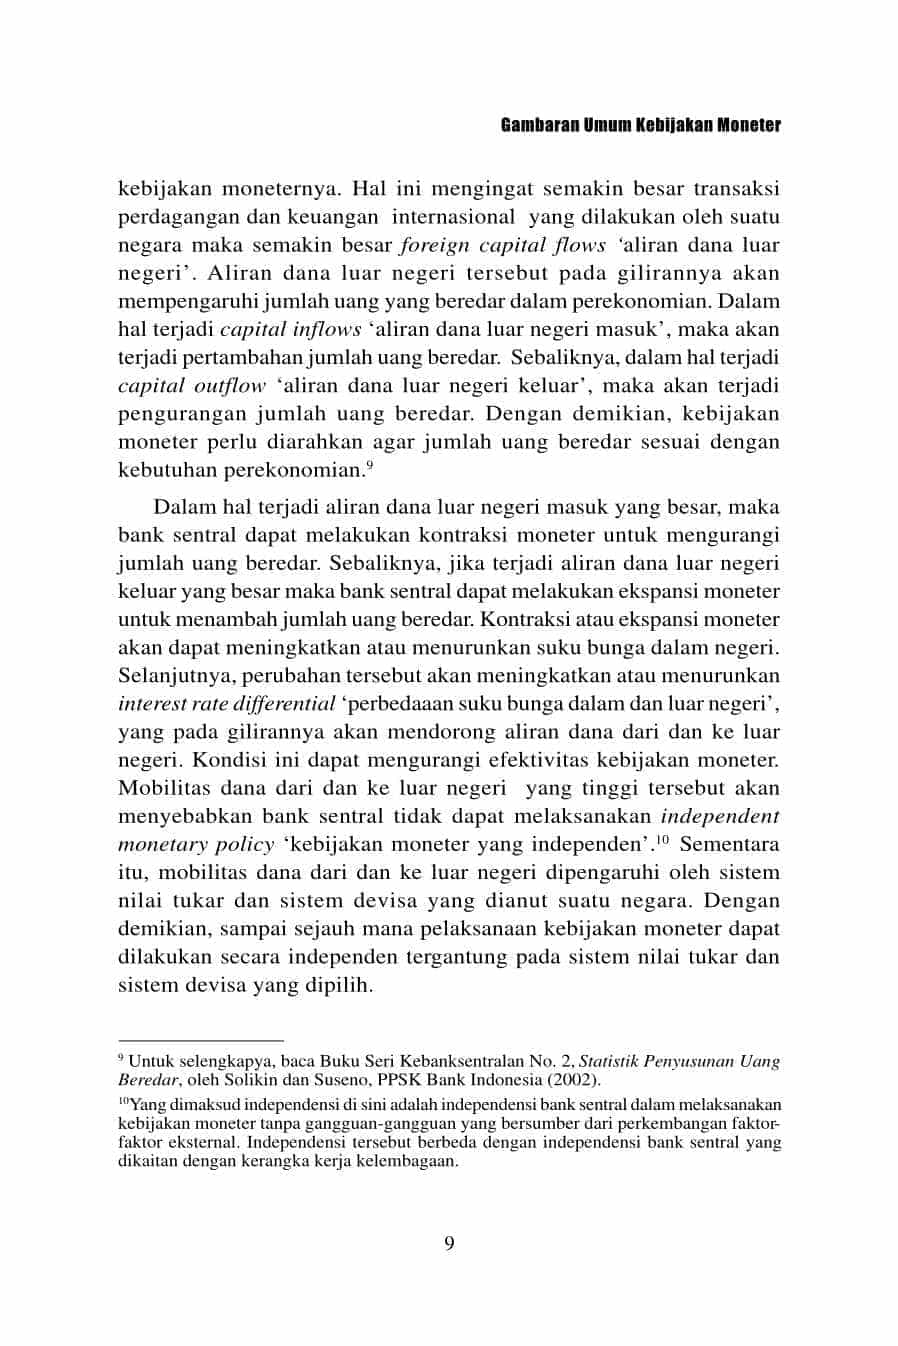 Gambaran Umum Kebijakan Moneter
kebijakan moneternya. Hal ini mengingat semakin besar transaksi
perdagangan dan keuangan internasional yang dilakukan oleh suatu
negara maka semakin besar foreign capital flows ‘aliran dana luar
negeri’. Aliran dana luar negeri tersebut pada gilirannya akan
mempengaruhi jumlah uang yang beredar dalam perekonomian. Dalam
hal terjadi capital inflows ‘aliran dana luar negeri masuk’, maka akan
terjadi pertambahan jumlah uang beredar. Sebaliknya, dalam hal terjadi
capital outflow ‘aliran dana luar negeri keluar’, maka akan terjadi
pengurangan jumlah uang beredar. Dengan demikian, kebijakan
moneter perlu diarahkan agar jumlah uang beredar sesuai dengan
kebutuhan perekonomian.⁹
Dalam hal terjadi aliran dana luar negeri masuk yang besar, maka
bank sentral dapat melakukan kontraksi moneter untuk mengurangi
jumlah uang beredar. Sebaliknya, jika terjadi aliran dana luar negeri
keluar yang besar maka bank sentral dapat melakukan ekspansi moneter
untuk menambah jumlah uang beredar. Kontraksi atau ekspansi moneter
akan dapat meningkatkan atau menurunkan suku bunga dalam negeri.
Selanjutnya, perubahan tersebut akan meningkatkan atau menurunkan
interest rate differential ‘perbedaaan suku bunga dalam dan luar negeri’,
yang pada gilirannya akan mendorong aliran dana dari dan ke luar
negeri. Kondisi ini dapat mengurangi efektivitas kebijakan moneter.
Mobilitas dana dari dan ke luar negeri yang tinggi tersebut akan
menyebabkan bank sentral tidak dapat melaksanakan independent
monetary policy ‘kebijakan moneter yang independen’.¹⁰ Sementara
itu, mobilitas dana dari dan ke luar negeri dipengaruhi oleh sistem
nilai tukar dan sistem devisa yang dianut suatu negara. Dengan
demikian, sampai sejauh mana pelaksanaan kebijakan moneter dapat
dilakukan secara independen tergantung pada sistem nilai tukar dan
sistem devisa yang dipilih.
⁹ Untuk selengkapya, baca Buku Seri Kebanksentralan No. 2, Statistik Penyusunan Uang
Beredar, oleh Solikin dan Suseno, PPSK Bank Indonesia (2002).
¹⁰Yang dimaksud independensi di sini adalah independensi bank sentral dalam melaksanakan
kebijakan moneter tanpa gangguan-gangguan yang bersumber dari perkembangan faktor-
faktor eksternal. Independensi tersebut berbeda dengan independensi bank sentral yang
dikaitan dengan kerangka kerja kelembagaan.
9